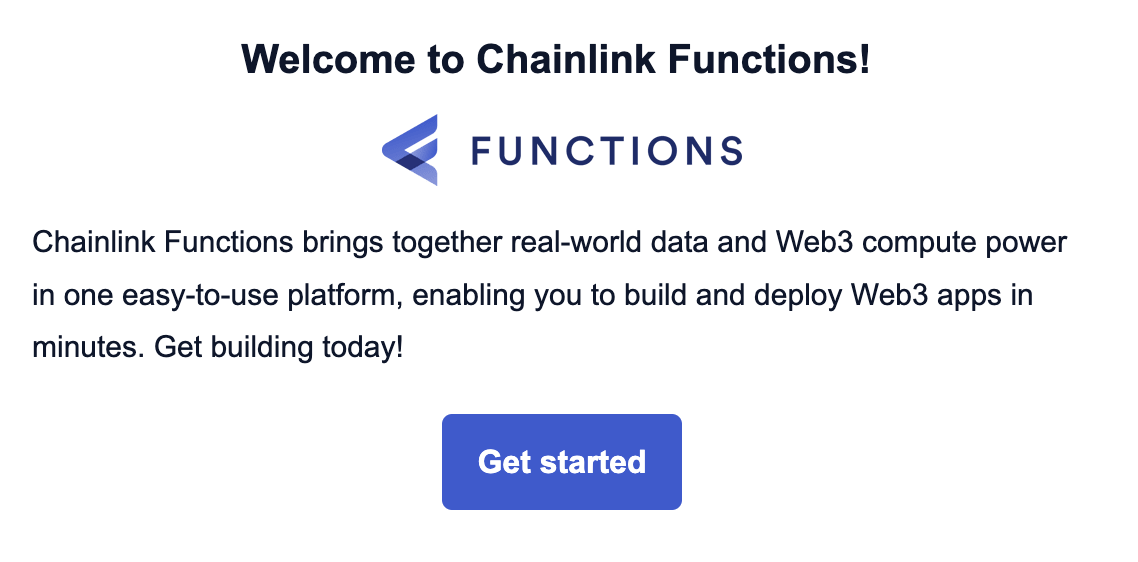 Welcome to Chainlink Functions!
FUNCTIONS
Chainlink Functions brings together real-world data and Web3 compute power
in one easy-to-use platform, enabling you to build and deploy Web3 apps in
minutes. Get building today!
Get started